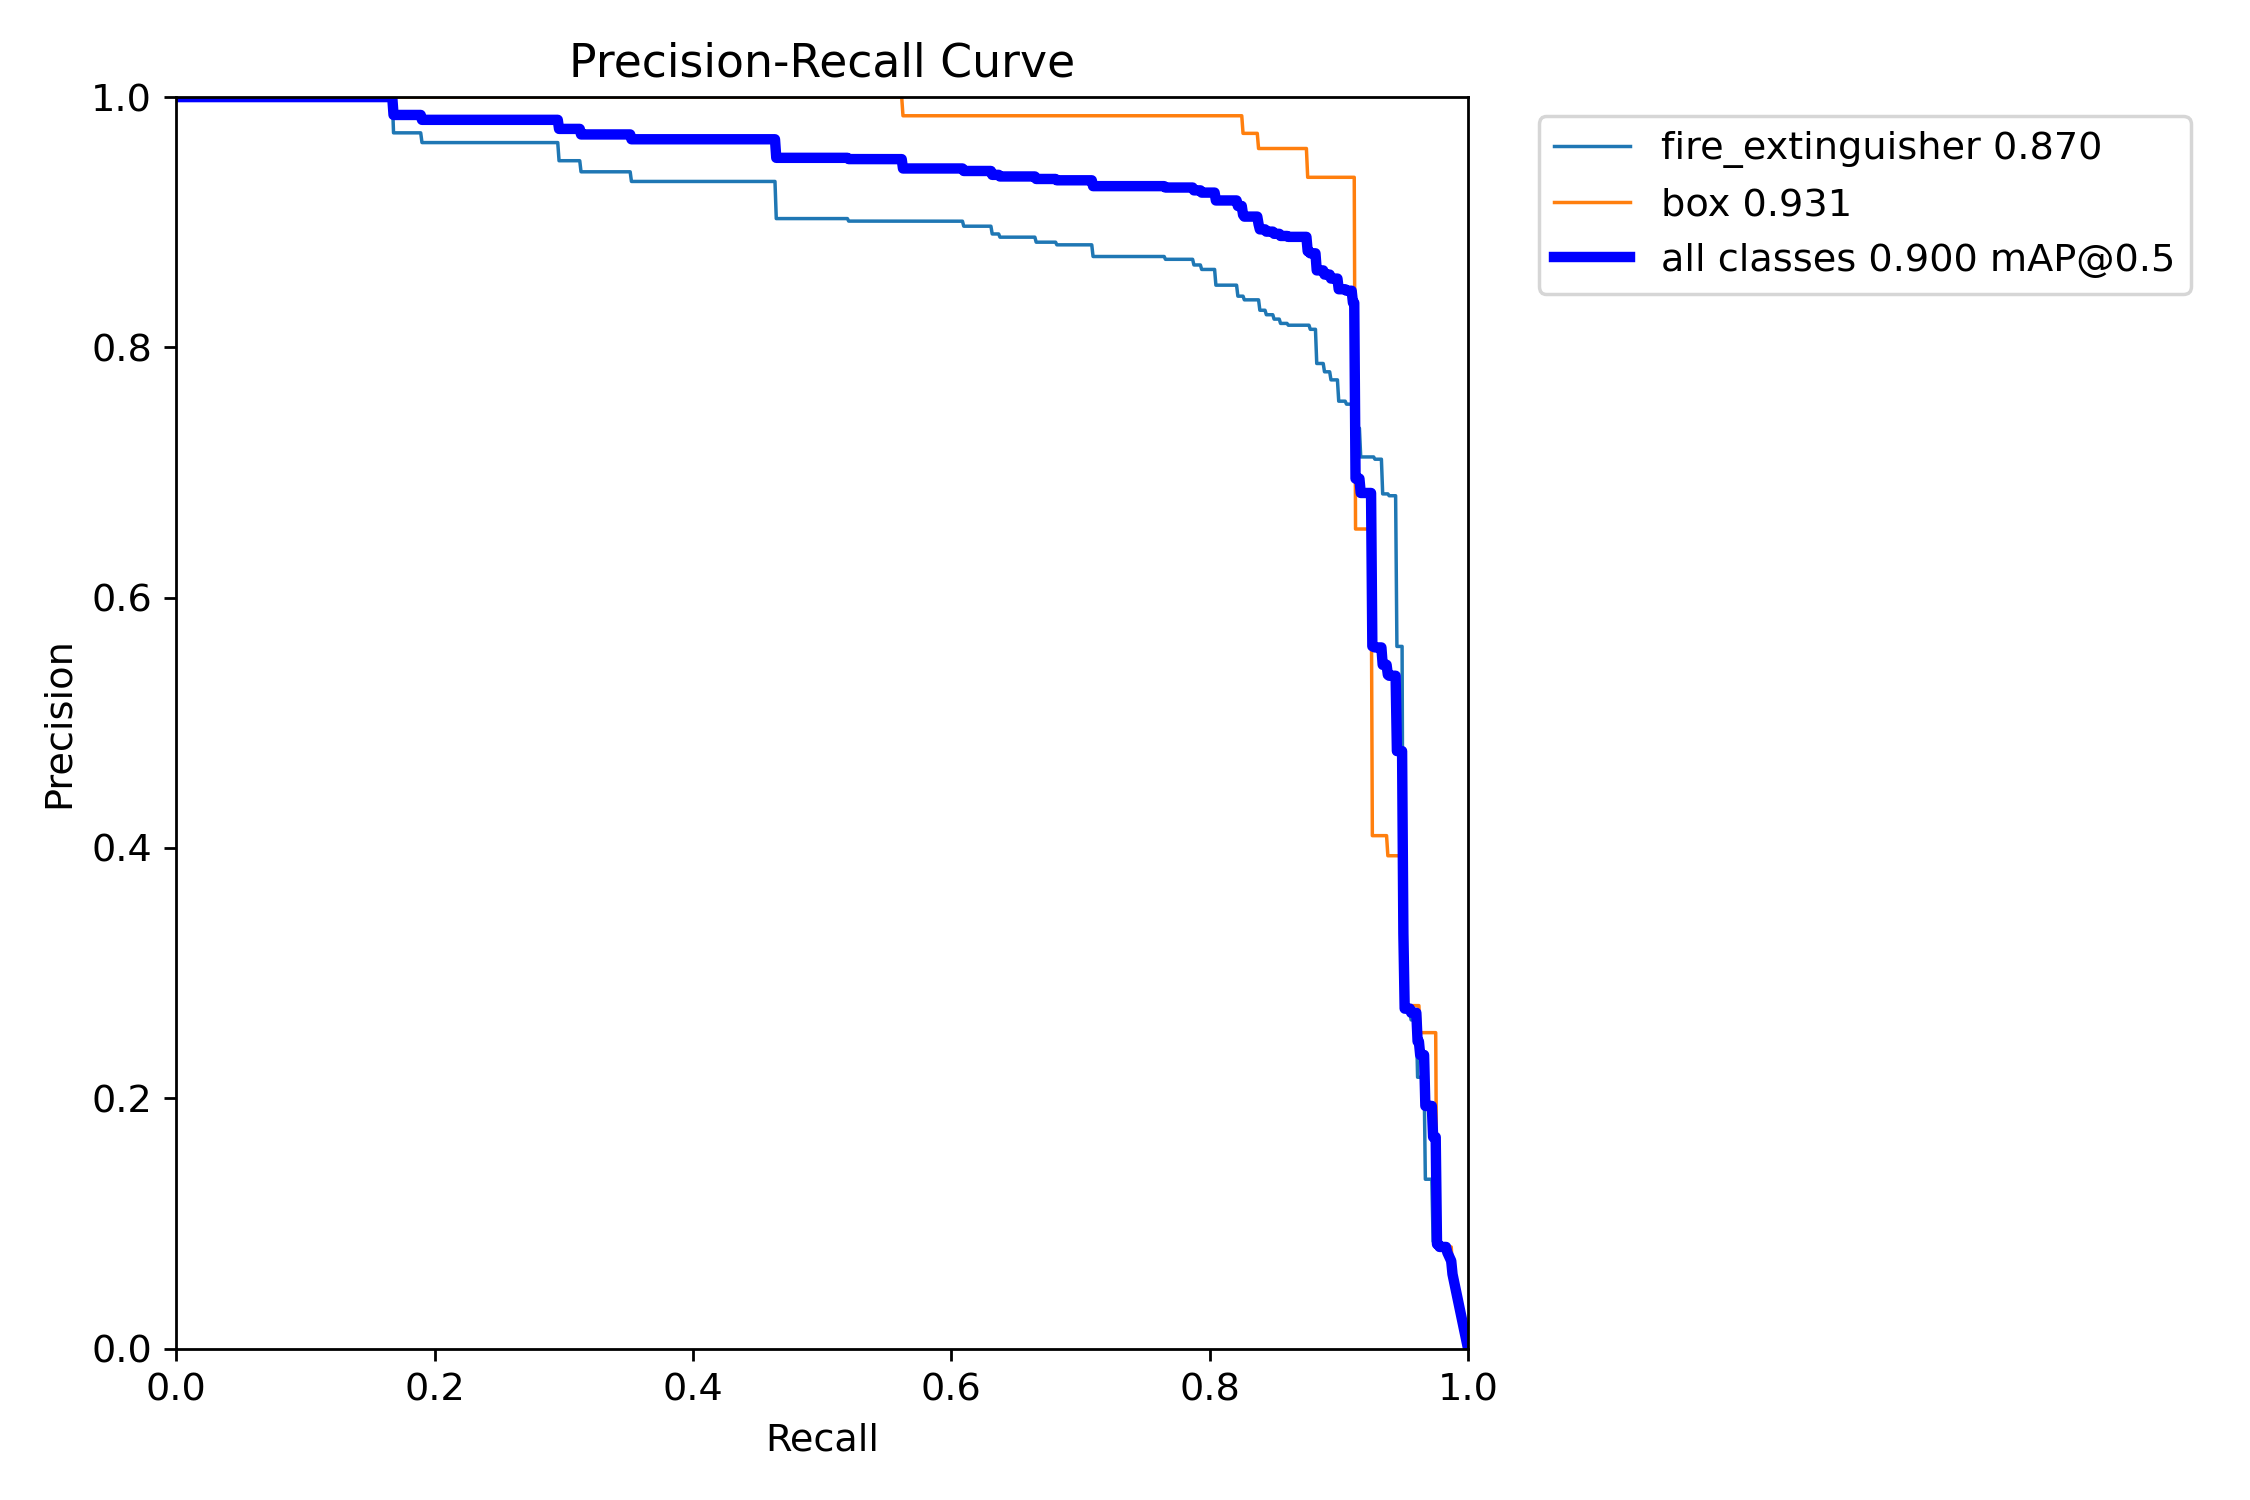 Precision-Recall Curve
1.0
0.8
0.6
0.4
0.2
0.0
Precision
0.0 0.2 0.4 0.6 0.8 1.0
Recall
fire_extinguisher 0.870
box 0.931
all classes 0.900 mAP@0.5